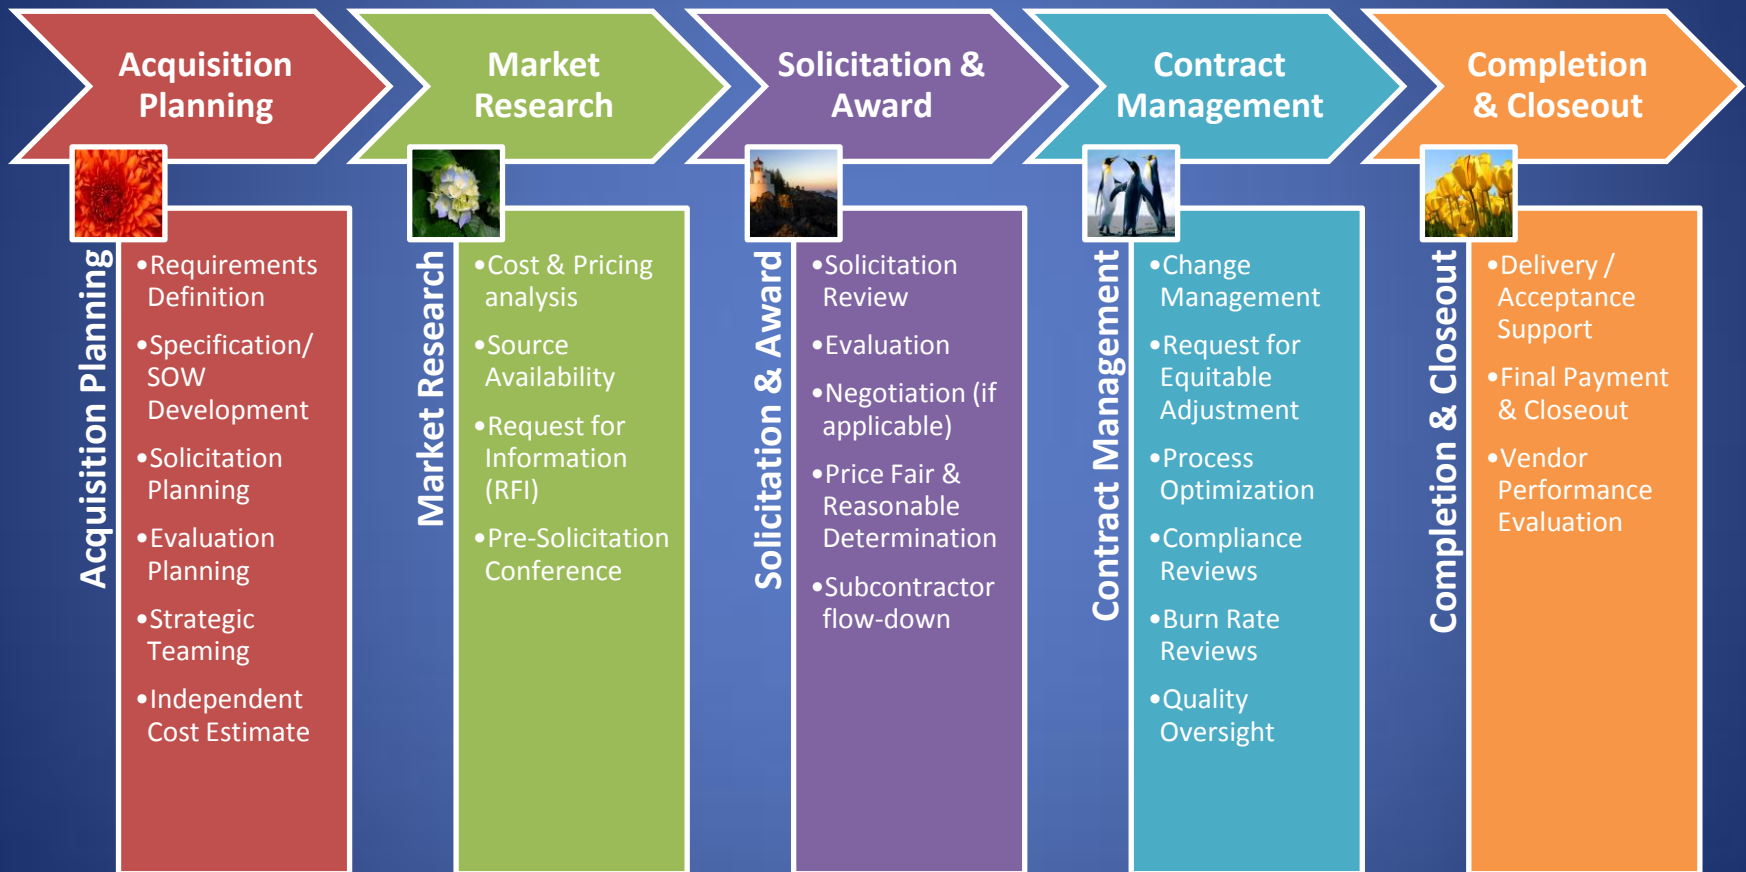 Acquisition
Planning
Market
Research
Solicitation &
Award
Contract
Management
Completion
& Closeout
Acquisition Planning
•Requirements
Definition
•Specification/
SOW
Development
•Solicitation
Planning
•Evaluation
Planning
•Strategic
Teaming
•Independent
Cost Estimate
Market Research
•Cost & Pricing
analysis
•Source
Availability
•Request for
Information
(RFI)
•Pre-Solicitation
Conference
Solicitation & Award
•Solicitation
Review
•Evaluation
•Negotiation (if
applicable)
•Price Fair &
Reasonable
Determination
•Subcontractor
flow-down
Contract Management
•Change
Management
•Request for
Equitable
Adjustment
•Process
Optimization
•Compliance
Reviews
•Burn Rate
Reviews
•Quality
Oversight
Completion & Closeout
•Delivery /
Acceptance
Support
•Final Payment
& Closeout
•Vendor
Performance
Evaluation